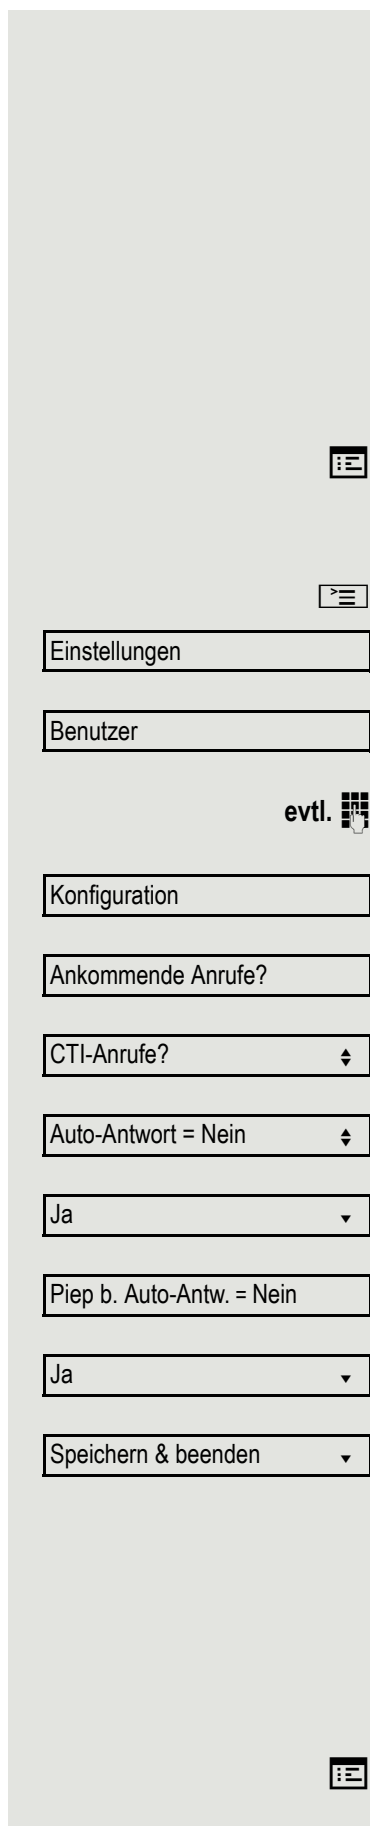 Einstellungen
Benutzer
evtl.
Konfiguration
Ankommende Anrufe?
CTI-Anrufe?
Auto-Antwort = Nein
Ja
Piep b. Auto-Antw. = Nein
Ja
Speichern & beenden